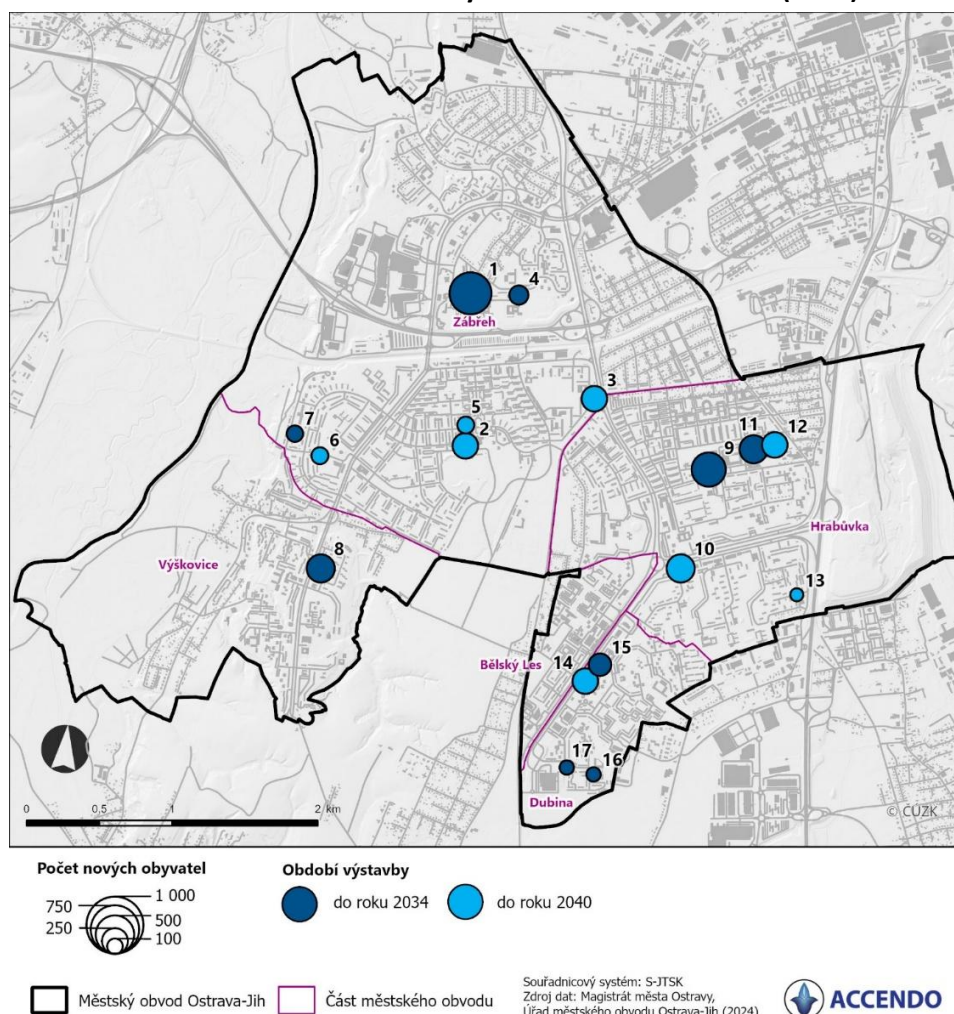 1
4
Zábřeh
3
5
2
7
6
11
12
9
Hrabůvka
Výškovice
8
10
13
15
Bělský Les
14
17
16
Dubina
0
0.5
1
2 km
© ČÚZK
Počet nových obyvatel
1 000
750
500
250
100
Období výstavby
do roku 2034
do roku 2040
Městský obvod Ostrava-Jih
Část městského obvodu
Souřadnicový systém: S-JTSK
Zdroj dat: Magistrát města Ostravy,
Úřad městského obvodu Ostrava-Jih (2024)
ACCENDO